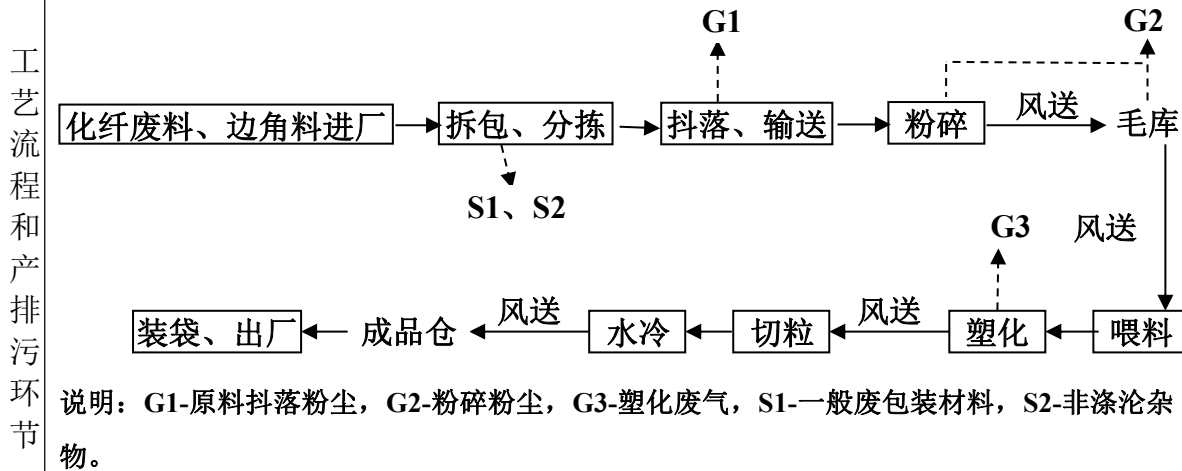 工艺流程和产排污环节
G1
G2
化纤废料、边角料进厂
拆包、分拣
抖落、输送
粉碎
风送
毛库
S1、S2
G3
风送
装袋、出厂
成品仓
风送
水冷
切粒
风送
塑化
喂料
说明：G1-原料抖落粉尘，G2-粉碎粉尘，G3-塑化废气，S1-一般废包装材料，S2-非涤沦杂
物。